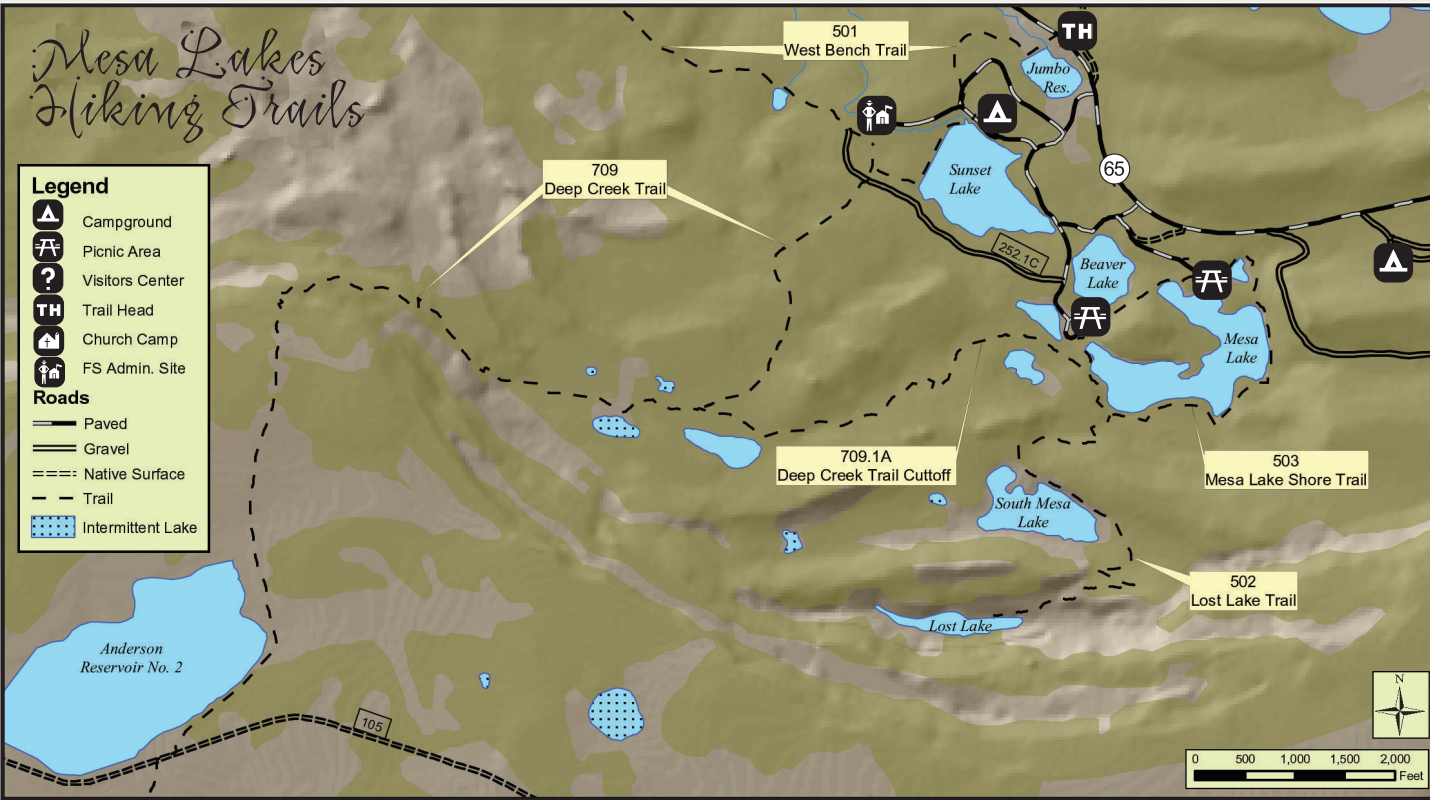 Mesa Lakes
Hiking Trails
501
West Bench Trail
TH
Jumbo
Res.
65
Sunset
Lake
709
Deep Creek Trail
252.1C
Beaver
Lake
Mesa
Lake
Legend
Campground
Picnic Area
?
Visitors Center
TH
Trail Head
Church Camp
FS Admin. Site
Roads
Paved
Gravel
Native Surface
Trail
Intermittent Lake
709.1A
Deep Creek Trail Cuttoff
503
Mesa Lake Shore Trail
South Mesa
Lake
502
Lost Lake Trail
Lost Lake
Anderson
Reservoir No. 2
105
N
0 500 1,000 1,500 2,000
Feet